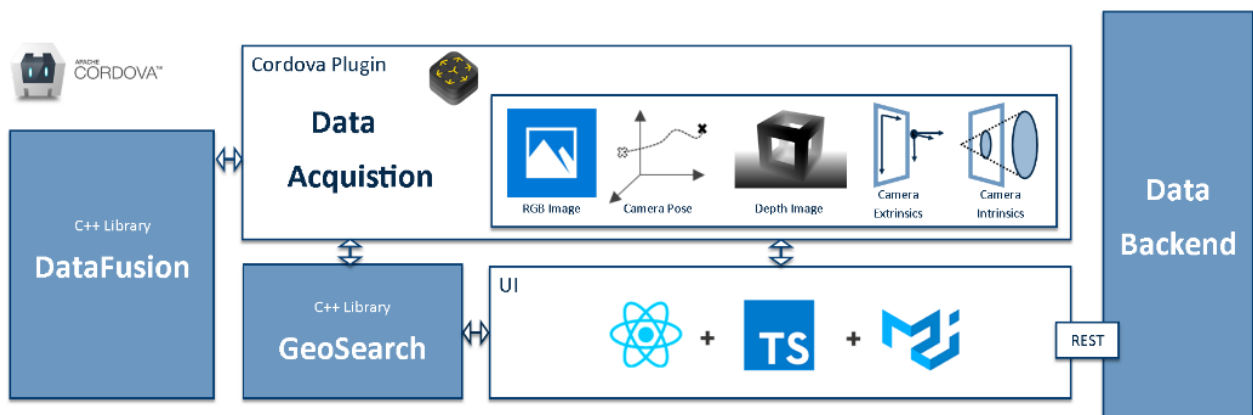 APACHE
CORDOVA™
Cordova Plugin
Data
Acquistion
RGB Image
Camera Pose
Depth Image
Camera
Extrinsics
Camera
Intrinsics
C++ Library
DataFusion
C++ Library
GeoSearch
UI
+
TS
+
REST
Data
Backend